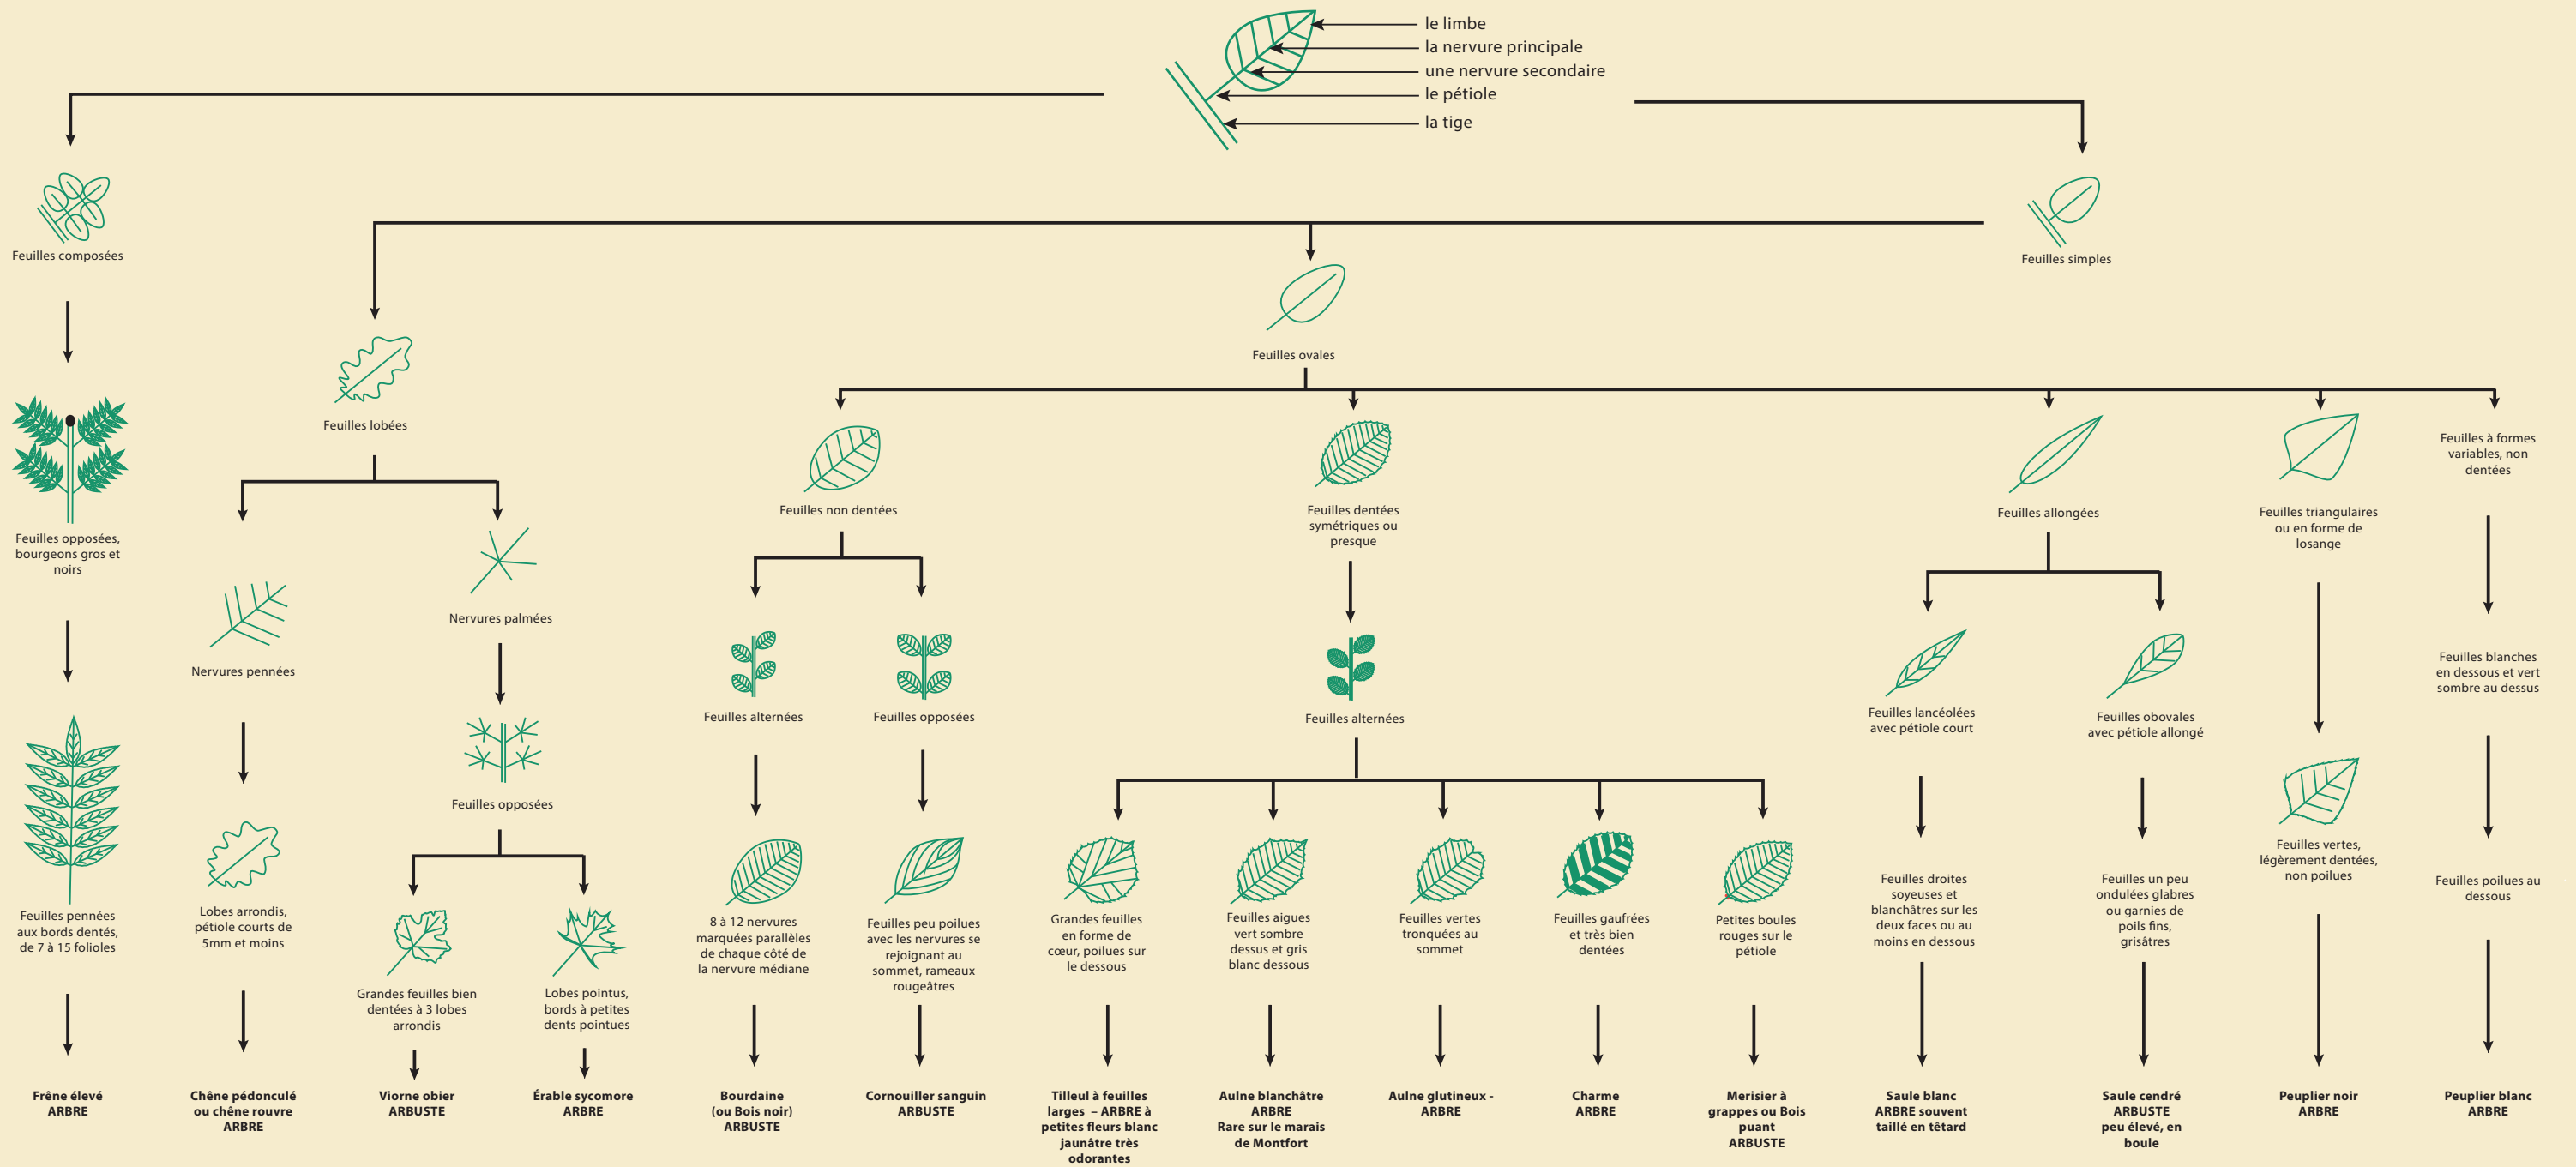 le limbe
la nervure principale
une nervure secondaire
le pétiole
la tige
Feuilles composées
Feuilles simples
Feuilles ovales
Feuilles lobées
Feuilles non dentées
Feuilles dentées
symétriques ou
presque
Feuilles allongées
Feuilles triangulaires
ou en forme de
losange
Feuilles à formes
variables, non
dentées
Feuilles opposées,
bourgeons gros et
noirs
Nervures pennées
Nervures palmées
Feuilles opposées
Feuilles alternées
Feuilles opposées
Feuilles alternées
Feuilles lancéolées
avec pétiole court
Feuilles obovales
avec pétiole allongé
Feuilles blanches
en dessous et vert
sombre au dessus
Feuilles pennées
aux bords dentés,
de 7 à 15 folioles
Lobes arrondis,
pétiole courts de
5mm et moins
Grandes feuilles bien
dentées à 3 lobes
arrondis
Lobes pointus,
bords à petites
dents pointues
8 à 12 nervures
marquées parallèles
de chaque côté de
la nervure médiane
Feuilles peu poilues
avec les nervures se
rejoignant au
sommet, rameaux
rougeâtres
Grandes feuilles
en forme de
cœur, poilues sur
le dessous
Feuilles aigues
vert sombre
dessus et gris
blanc dessous
Feuilles vertes
tronquées au
sommet
Feuilles gaufrées
et très bien
dentées
Petites boules
rouges sur le
pétiole
Feuilles droites
soyeuses et
blanchâtres sur les
deux faces ou au
moins en dessous
Feuilles un peu
ondulées glabres
ou garnies de
poils fins,
grisâtres
Feuilles vertes,
légèrement dentées,
non poilues
Feuilles poilues au
dessous
Frêne élevé
ARBRE
Chêne pédonculé
ou chêne rouvre
ARBRE
Viorne obier
ARBUSTE
Érable sycomore
ARBRE
Bourdaine
(ou Bois noir)
ARBUSTE
Cornouiller sanguin
ARBUSTE
Tilleul à feuilles
larges – ARBRE à
petites fleurs blanc
jaunâtre très
odorantes
Aulne blanchâtre
ARBRE
Rare sur le marais
de Montfort
Aulne glutineux -
ARBRE
Charme
ARBRE
Merisier à
grappes ou Bois
puant
ARBUSTE
Saule blanc
ARBRE souvent
taillé en têtard
Saule cendré
ARBUSTE
peu élevé, en
boule
Peuplier noir
ARBRE
Peuplier blanc
ARBRE